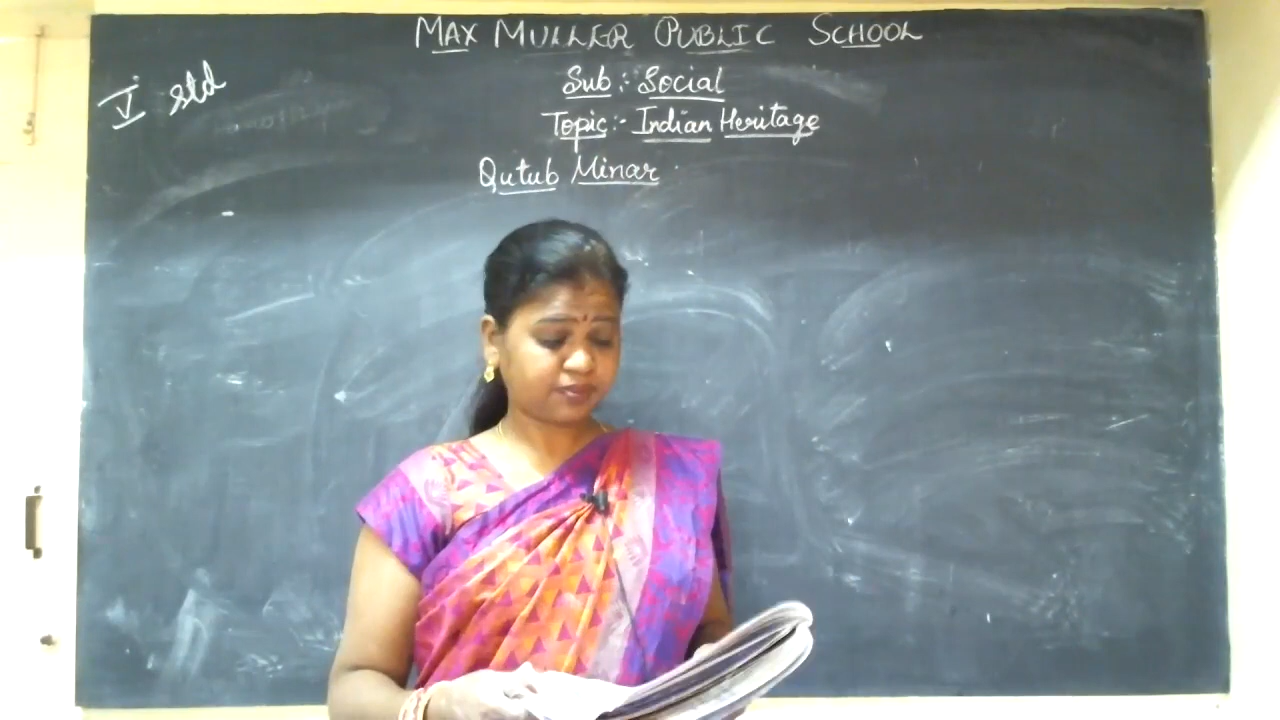 MAX MULLER PUBLIC SCHOOL
V std
Sub :- Social
Topic :- Indian Heritage
Qutub Minar